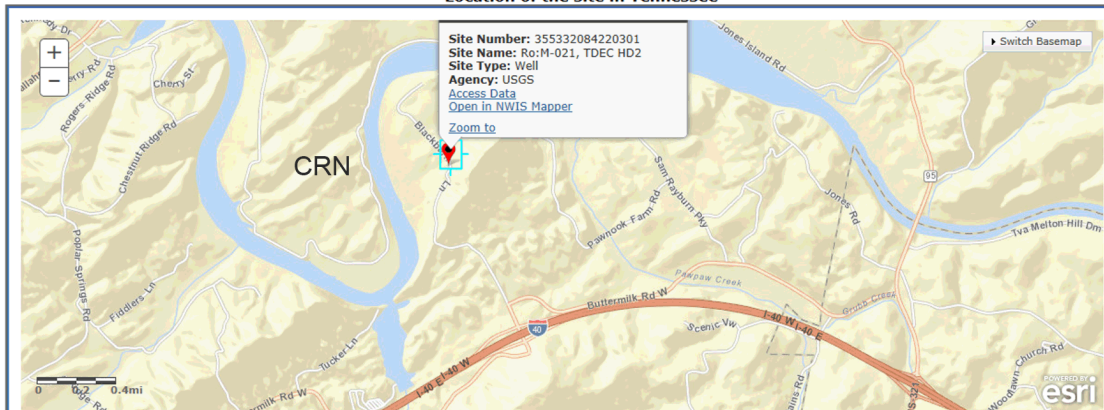 Location of the Site in Tennessee
Site Number: 355332084220301
Site Name: Ro:M-021, TDEC HD2
Site Type: Well
Agency: USGS
Access Data
Open in NWIS Mapper
Zoom to
+
−
Switch Basemap
Jones Island Rd
Cherry St
Rogers Ridge Rd
Chestnut Ridge Rd
CRN
Ln
Sam Rayburn Pky
Jones Rd
95
Pawnook Farm Rd
Tva Melton Hill Dm
Poplar Springs Rd
Fiddlers Ln
Pawpaw Creek
Buttermilk Rd W
Grubb Creek
40
Scenic Vw
I-40 W
I-40 E
Tucker Ln
I-40 W
I-40 E
Woodlawn Church Rd
0 0.2 0.4mi
POWERED BY
esri